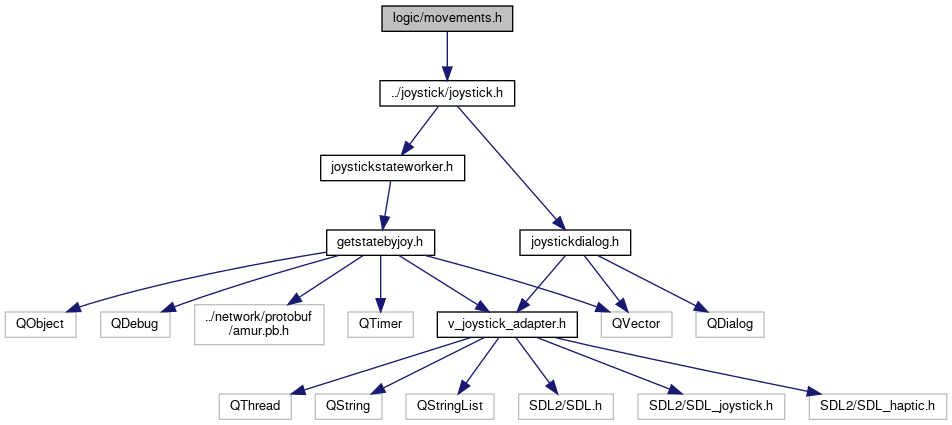 logic/movements.h
../joystick/joystick.h
joystickstateworker.h
getstatebyjoy.h
joystickdialog.h
QObject
QDebug
../network/protobuf
/amur.pb.h
QTimer
v_joystick_adapter.h
QVector
QDialog
QThread
QString
QStringList
SDL2/SDL.h
SDL2/SDL_joystick.h
SDL2/SDL_haptic.h